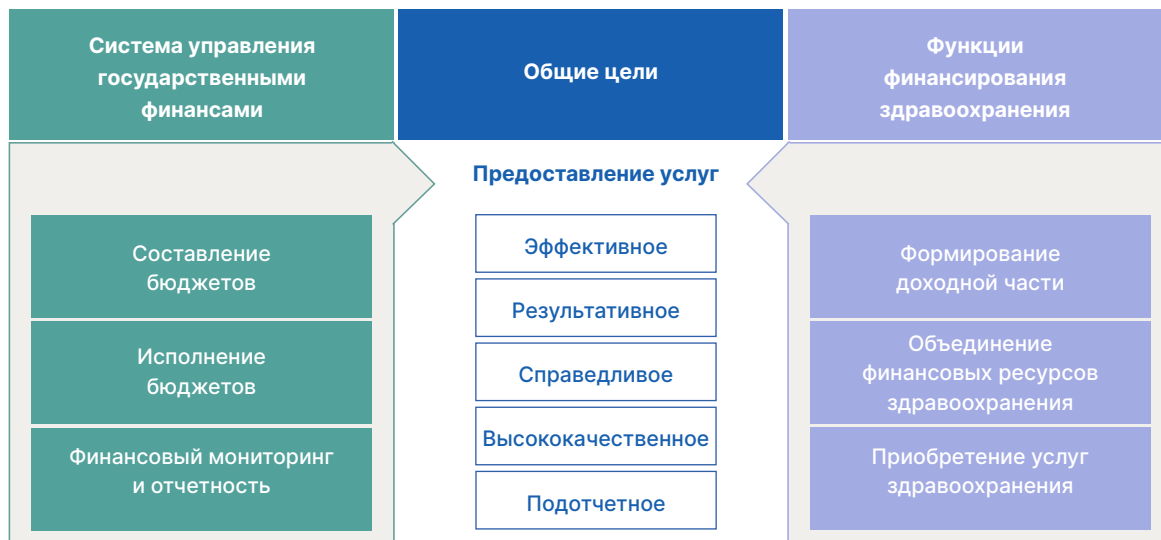 Система управления
государственными
финансами
Общие цели
Функции
финансирования
здравоохранения
Предоставление услуг
Составление
бюджетов
Исполнение
бюджетов
Финансовый мониторинг
и отчетность
Эффективное
Результативное
Справедливое
Высококачественное
Подотчетное
Формирование
доходной части
Объединение
финансовых ресурсов
здравоохранения
Приобретение услуг
здравоохранения